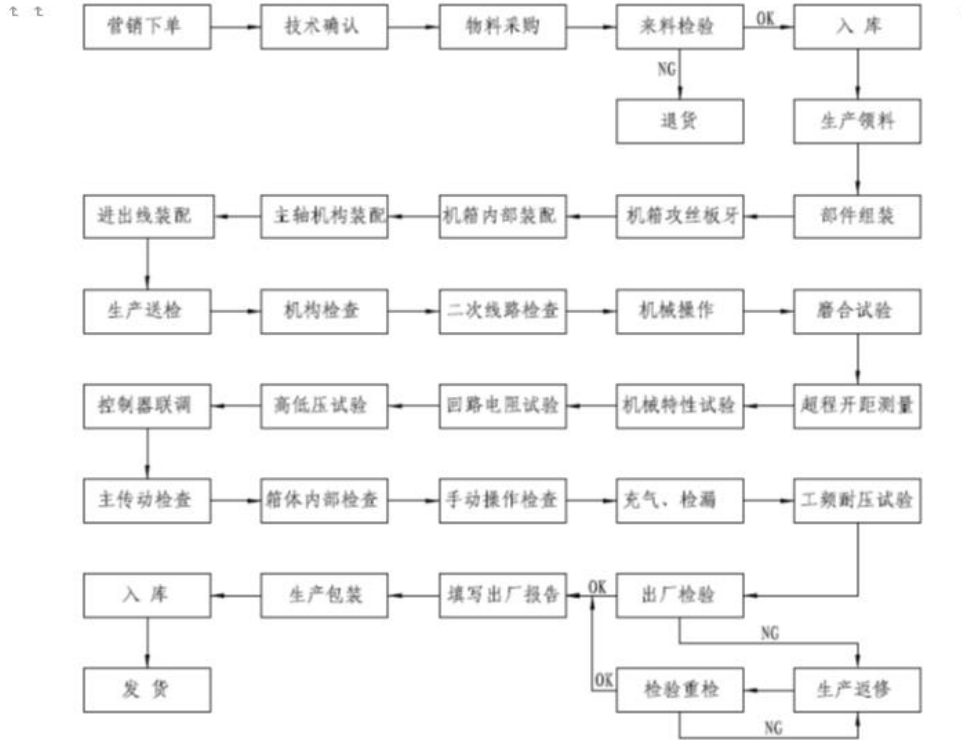 营销下单 技术确认 物料采购 来料检验 OK 入库
NG
退货 生产领料
进出线装配 主轴机构装配 机箱内部装配 机箱攻丝板牙 部件组装
生产送检 机构检查 二次线路检查 机械操作 磨合试验
控制器联调 高低压试验 回路电阻试验 机械特性试验 超程开距测量
主传动检查 箱体内部检查 手动操作检查 充气、检漏 工频耐压试验
入库 生产包装 填写出厂报告 OK 出厂检验
NG
发货 OK 检验重检 生产返修
NG